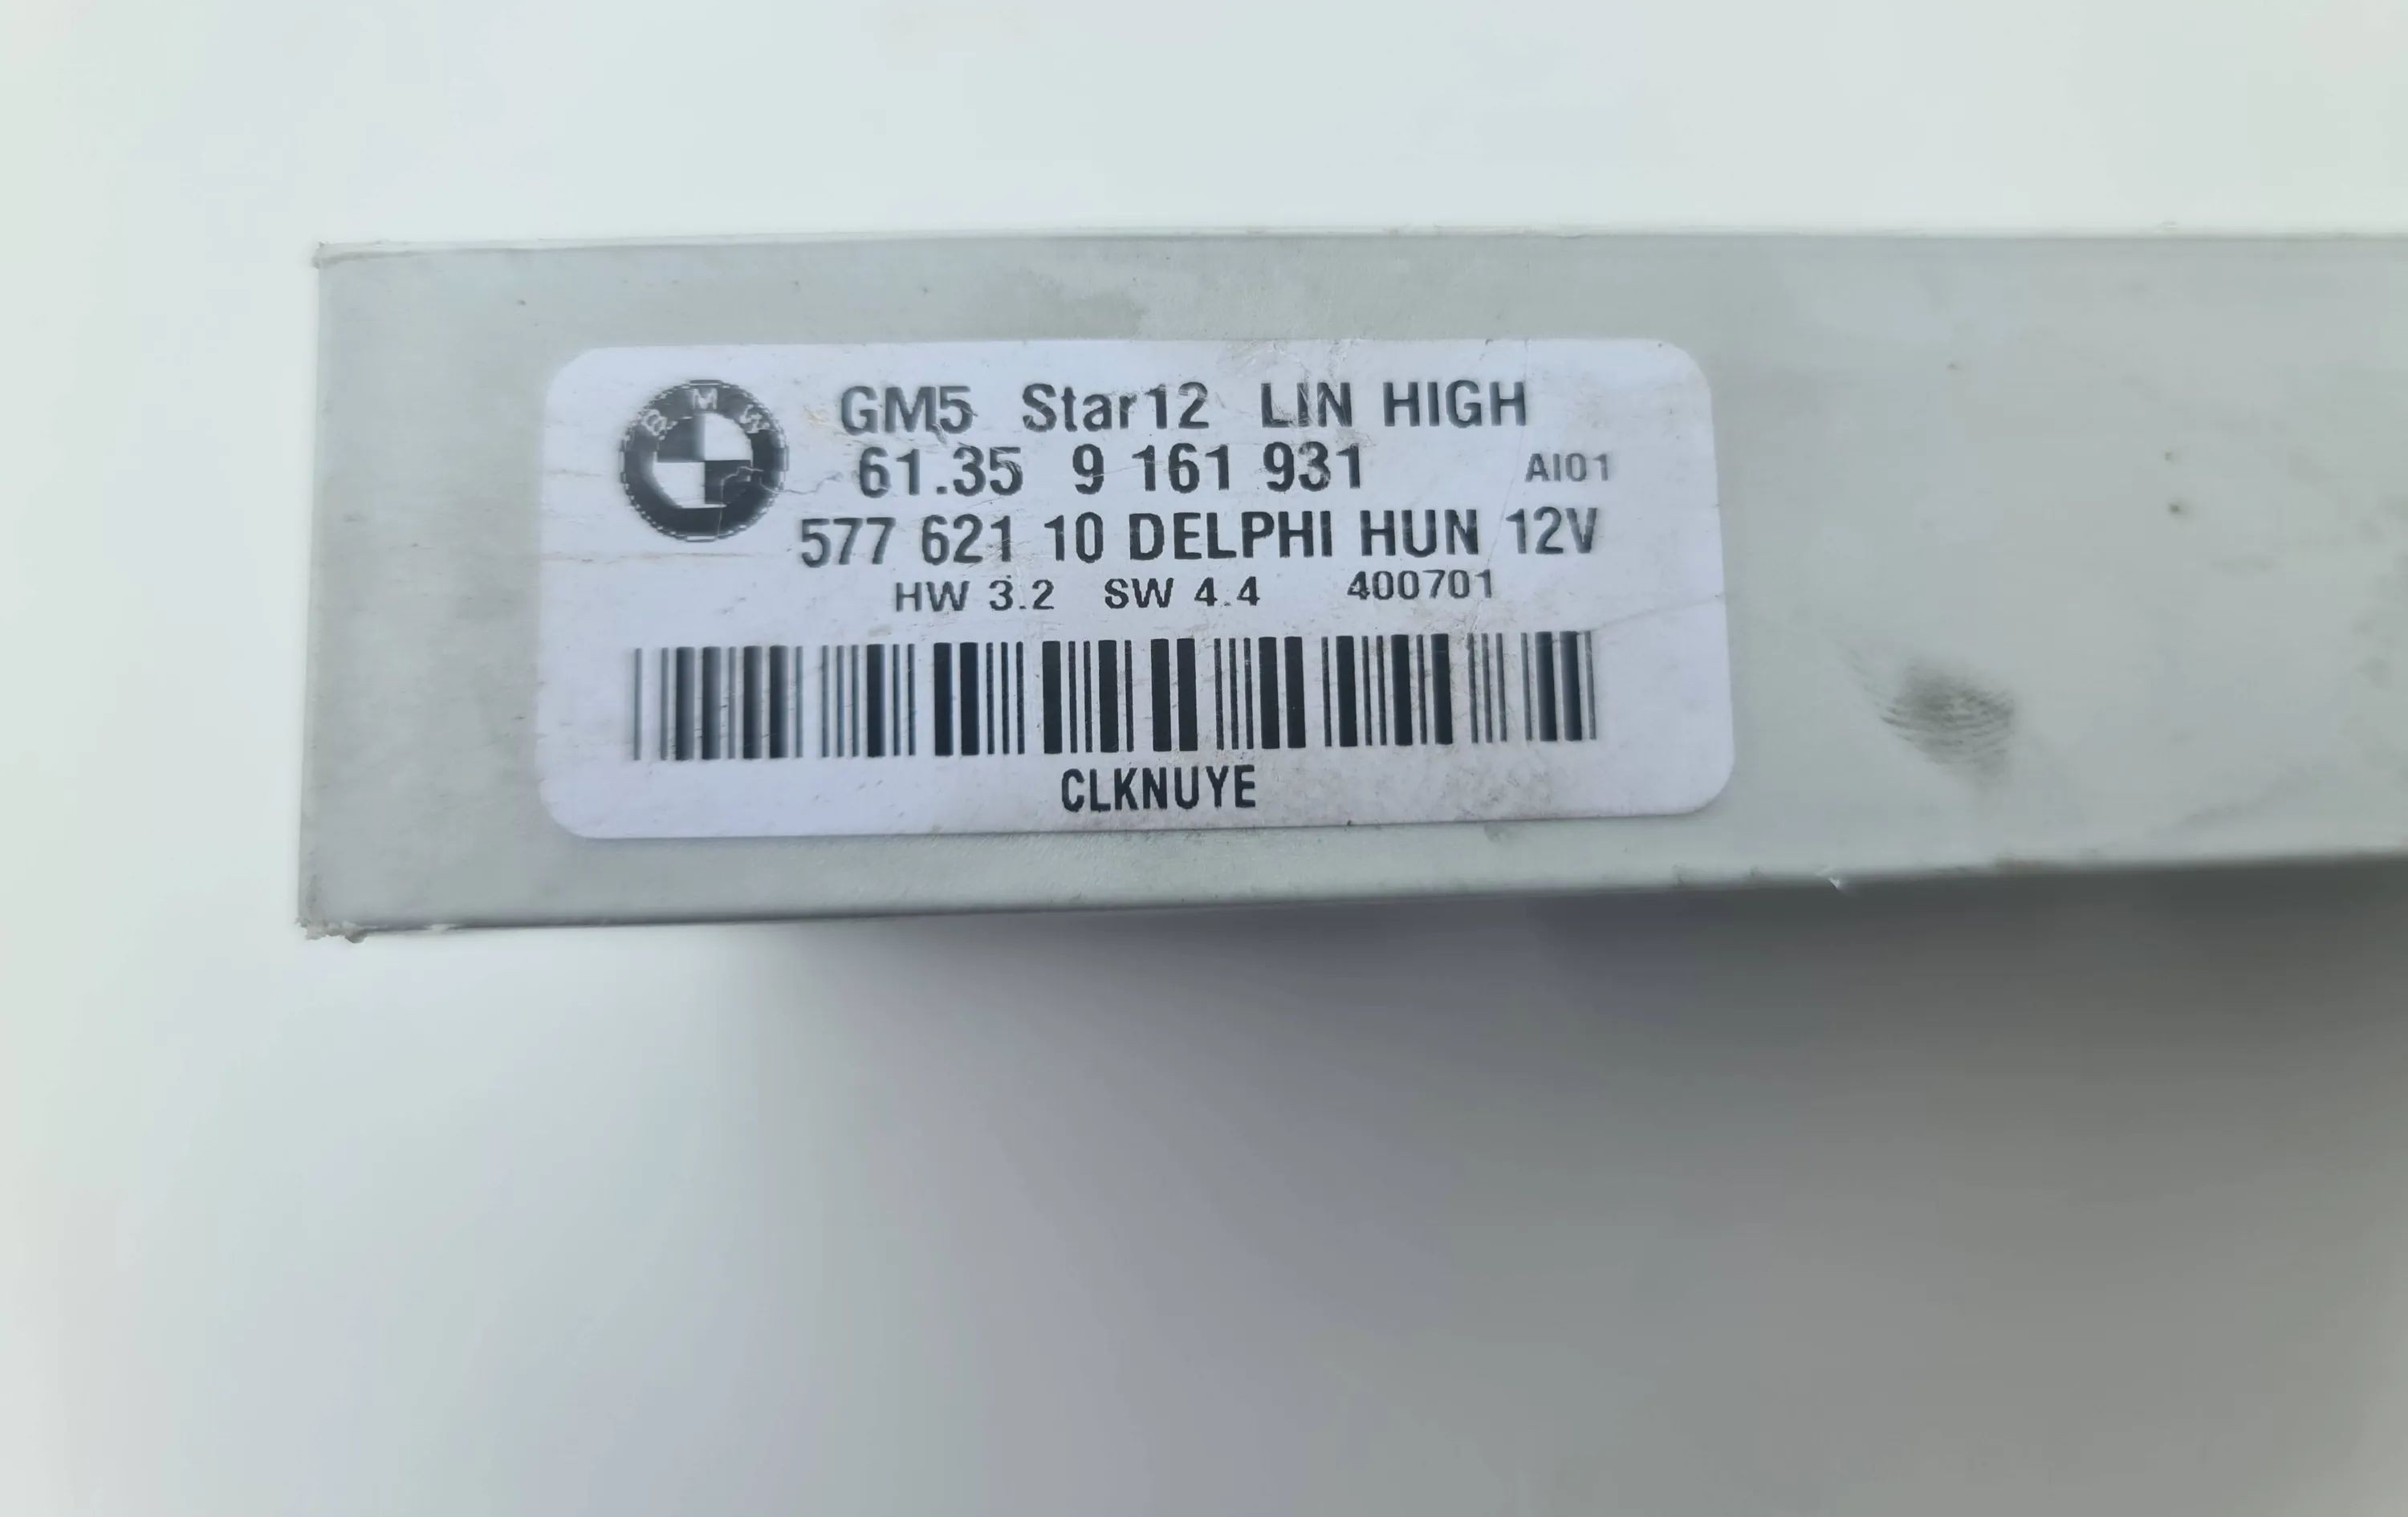 BMW
GM5 Star12 LIN HIGH
61.35 9 161 931 AI01
577 621 10 DELPHI HUN 12V
HW 3.2 SW 4.4 400701
CLKNUYE